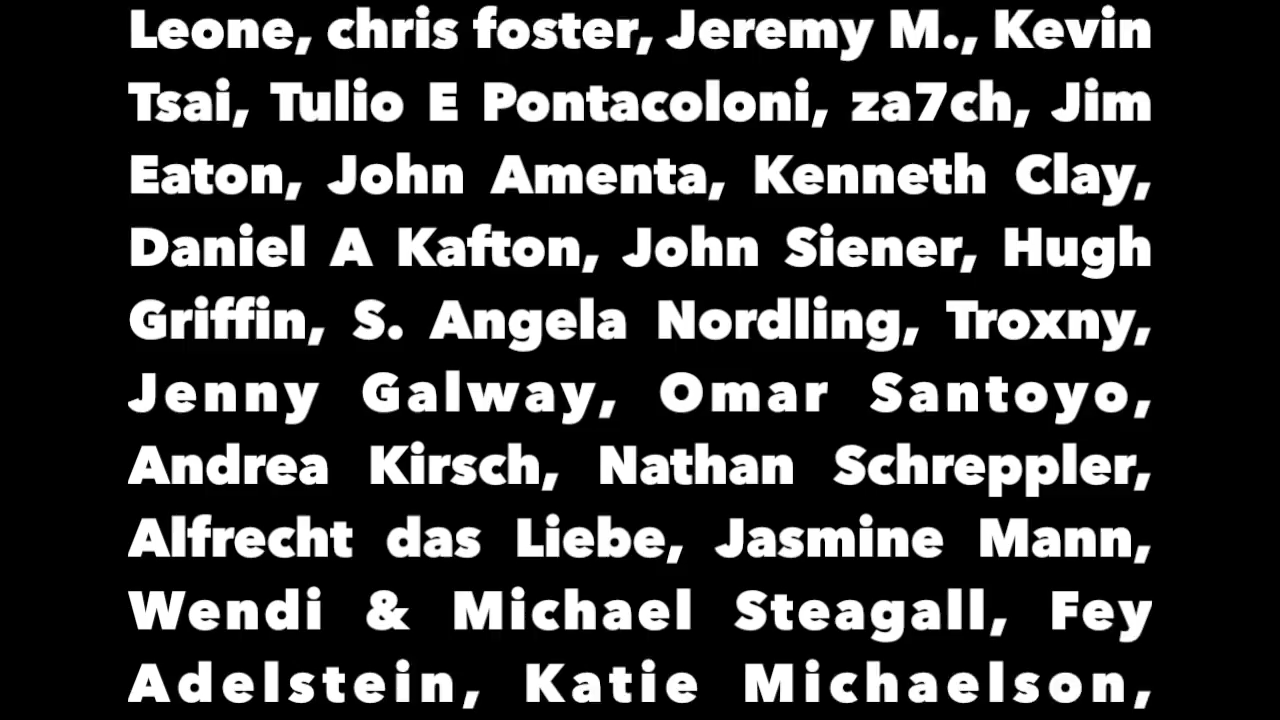 Leone, chris foster, Jeremy M., Kevin
Tsai, Tulio E Pontacoloni, za7ch, Jim
Eaton, John Amenta, Kenneth Clay,
Daniel A Kafton, John Siener, Hugh
Griffin, S. Angela Nordling, Troxny,
Jenny Galway, Omar Santoyo,
Andrea Kirsch, Nathan Schreppler,
Alfrecht das Liebe, Jasmine Mann,
Wendi & Michael Steagall, Fey
Adelstein, Katie Michaelson,